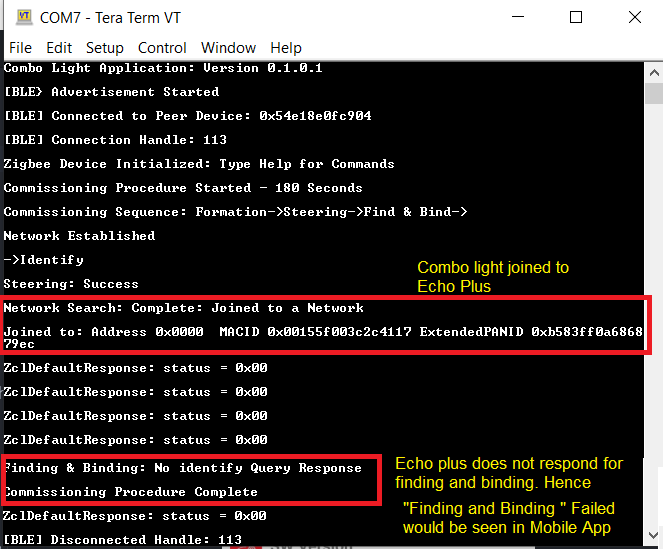 VT
COM7 - Tera Term VT
File Edit Setup Control Window Help
Combo Light Application: Version 0.1.0.1
[BLE> Advertisement Started
[BLE] Connected to Peer Device: 0x54e18e0fc904
[BLE] Connection Handle: 113
Zigbee Device Initialized: Type Help for Commands
Commissioning Procedure Started - 180 Seconds
Commissioning Sequence: Formation->Steering->Find & Bind->
Network Established
->Identify
Steering: Success
Combo light joined to
Echo Plus
Network Search: Complete: Joined to a Network
Joined to: Address 0x0000 MACID 0x00155f003c2c4117 ExtendedPANID 0xb583ff0a6868
79ec
ZclDefaultResponse: status = 0x00
ZclDefaultResponse: status = 0x00
ZclDefaultResponse: status = 0x00
ZclDefaultResponse: status = 0x00
Finding & Binding: No identify Query Response
Commissioning Procedure Complete
Echo plus does not respond for
finding and binding. Hence
"Finding and Binding " Failed
would be seen in Mobile App
ZclDefaultResponse: status = 0x00
[BLE] Disconnected Handle: 113